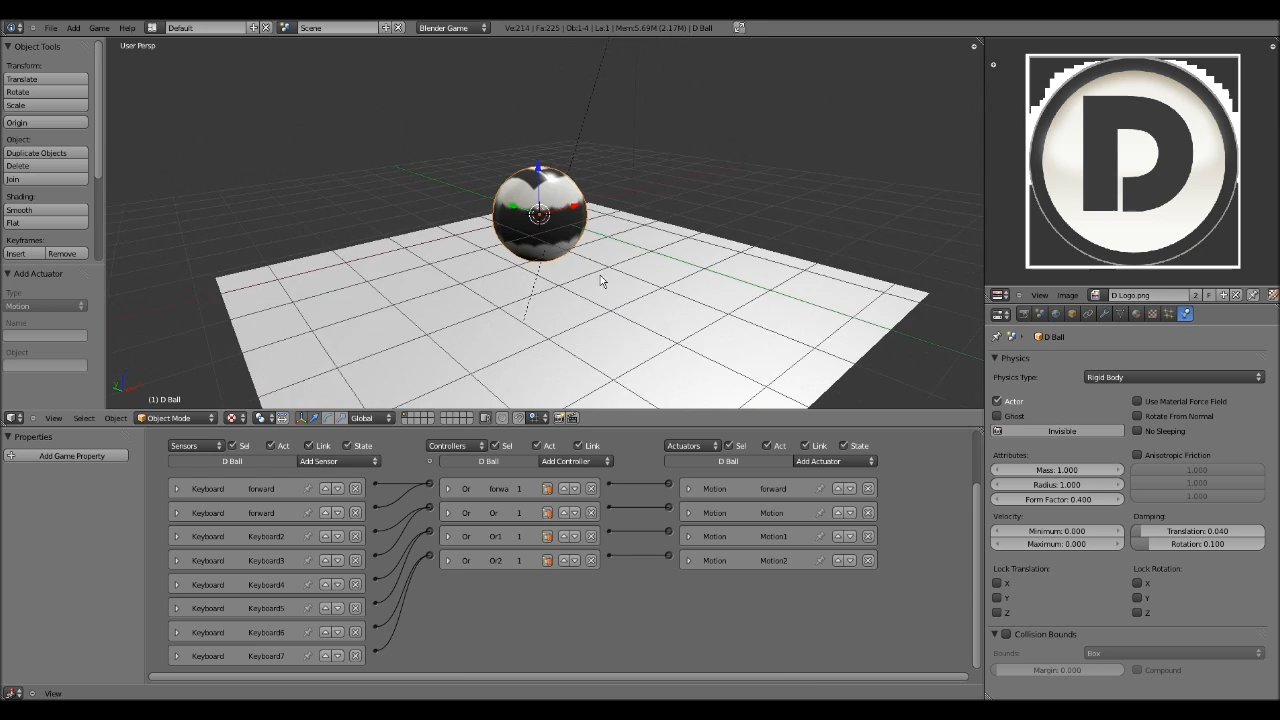 File Add Game Help Default Scene Blender Game Ve:214 | Fa:225 | Ob:1-4 | La:1 | Mem:5.69M (2.17M) | D Ball
Object Tools
Transform:
Translate
Rotate
Scale
Origin
Object:
Duplicate Objects
Delete
Join
Shading:
Smooth
Flat
Keyframes:
Insert Remove
Add Actuator
Type
Motion
Name
Object
User Persp
(1) D Ball
View Select Object Object Mode Global
D
View Image D Logo.png 2 F
D Ball
Physics
Physics Type: Rigid Body
Actor Use Material Force Field
Ghost Rotate From Normal
Invisible No Sleeping
Attributes: Anisotropic Friction
Mass: 1.000 1.000
Radius: 1.000 1.000
Form Factor: 0.400 1.000
Velocity: Damping:
Minimum: 0.000 Translation: 0.040
Maximum: 0.000 Rotation: 0.100
Lock Translation: Lock Rotation:
X X
Y Y
Z Z
Collision Bounds
Bounds: Box
Margin: 0.000 Compound
Properties
Add Game Property
Sensors Sel Act Link State Controllers Sel Act Link Actuators Sel Act Link State
D Ball Add Sensor D Ball Add Controller D Ball Add Actuator
Keyboard forward Or forwa 1 Motion forward
Keyboard forward Or Or 1 Motion Motion
Keyboard Keyboard2 Or Or1 1 Motion Motion1
Keyboard Keyboard3 Or Or2 1 Motion Motion2
Keyboard Keyboard4
Keyboard Keyboard5
Keyboard Keyboard6
Keyboard Keyboard7
View